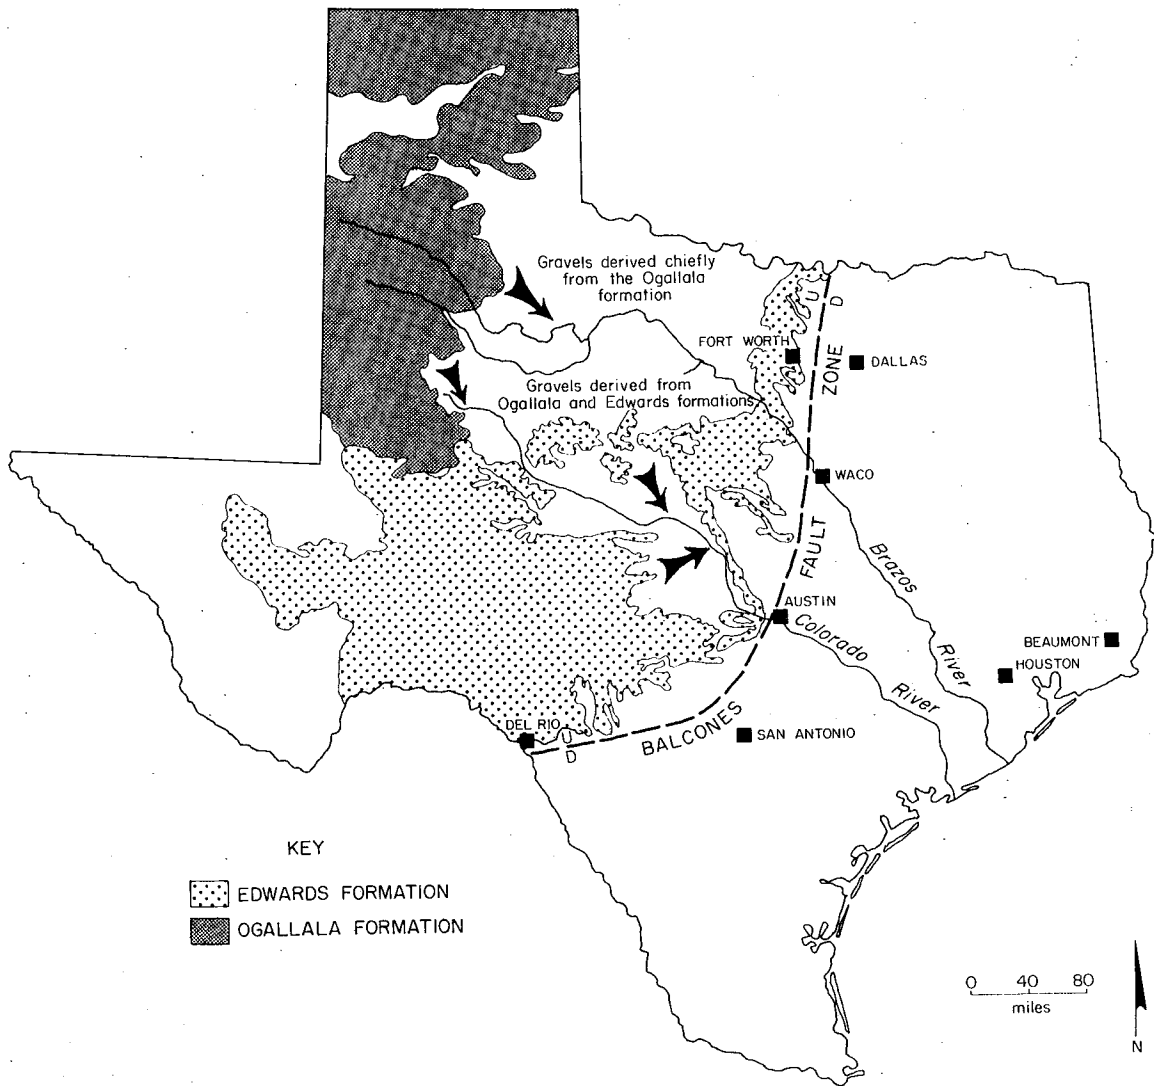 Gravels derived chiefly
from the Ogallala
formation
U
D
FORT WORTH
DALLAS
ZONE
Gravels derived from
Ogallala and Edwards formations
WACO
FAULT
Brazos
River
AUSTIN
Colorado
River
BEAUMONT
HOUSTON
DEL RIO
U
D
BALCONES
SAN ANTONIO
KEY
EDWARDS FORMATION
OGALLALA FORMATION
0 40 80
miles
N